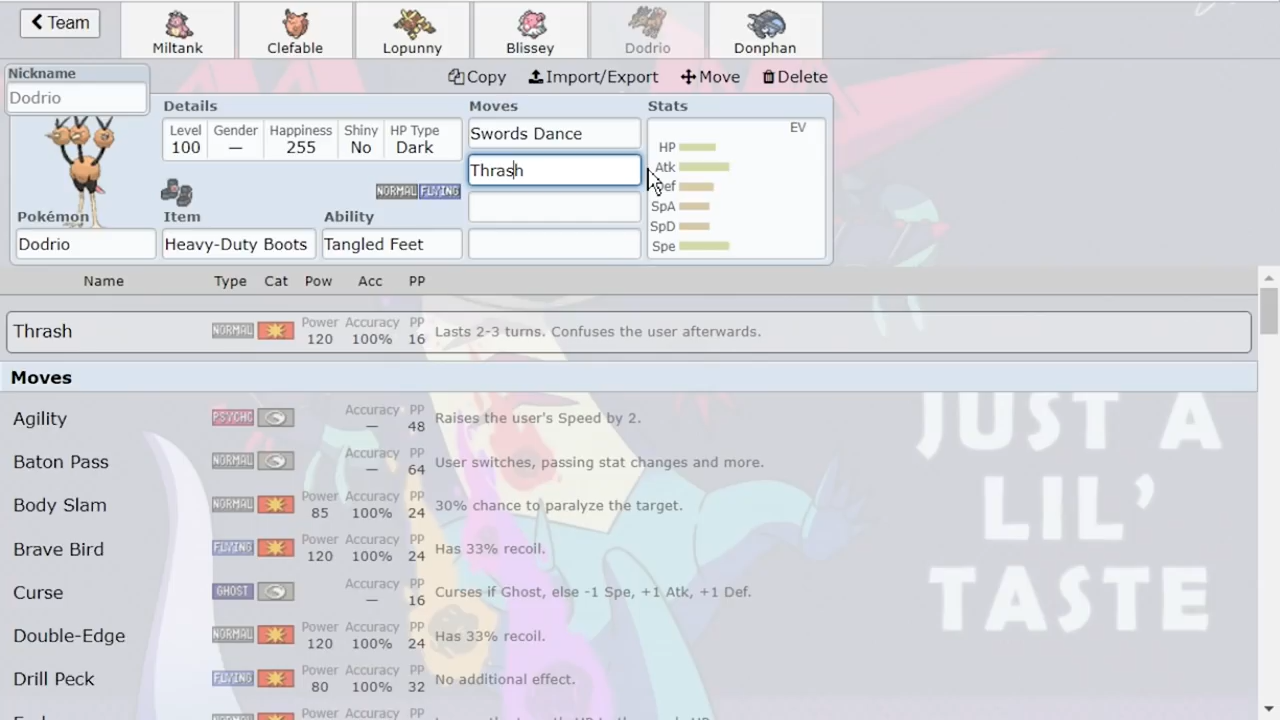 Team
Miltank
Clefable
Lopunny
Blissey
Dodrio
Donphan
Nickname
Dodrio
Copy
Import/Export
Move
Delete
Details
Level
100
Gender
—
Happiness
255
Shiny
No
HP Type
Dark
NORMAL FLYING
Pokémon
Dodrio
Item
Heavy-Duty Boots
Ability
Tangled Feet
Moves
Swords Dance
Thrash
Stats
EV
HP
Atk
Def
SpA
SpD
Spe
Name Type Cat Pow Acc PP
Thrash NORMAL Power 120 Accuracy 100% PP 16 Lasts 2-3 turns. Confuses the user afterwards.
Moves
Agility PSYCHC Accuracy — PP 48 Raises the user's Speed by 2.
Baton Pass NORMAL Accuracy — PP 64 User switches, passing stat changes and more.
Body Slam NORMAL Power 85 Accuracy 100% PP 24 30% chance to paralyze the target.
Brave Bird FLYING Power 120 Accuracy 100% PP 24 Has 33% recoil.
Curse GHOST Accuracy — PP 16 Curses if Ghost, else -1 Spe, +1 Atk, +1 Def.
Double-Edge NORMAL Power 120 Accuracy 100% PP 24 Has 33% recoil.
Drill Peck FLYING Power 80 Accuracy 100% PP 32 No additional effect.
Power Accuracy PP
JUST A
LIL'
TASTE